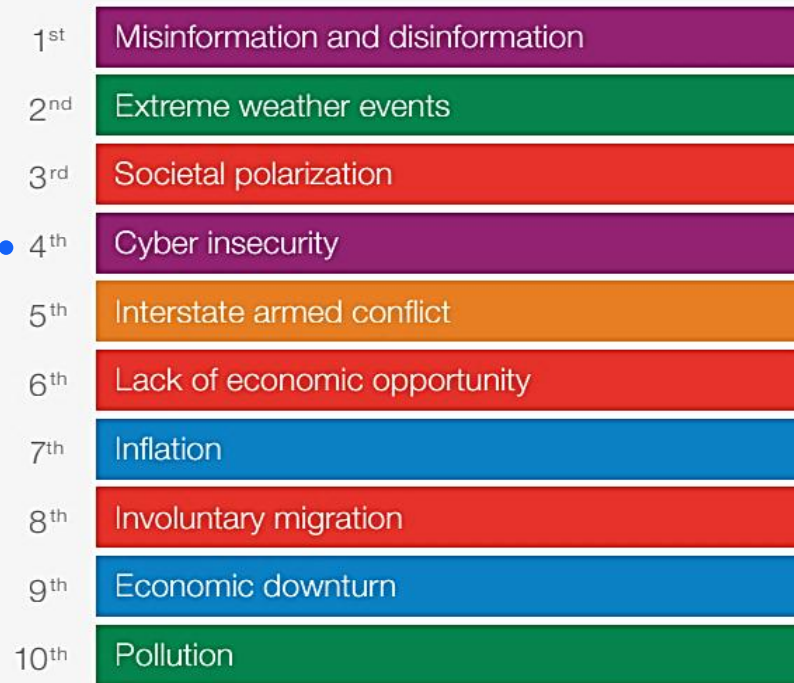 1st Misinformation and disinformation
2nd Extreme weather events
3rd Societal polarization
4th Cyber insecurity
5th Interstate armed conflict
6th Lack of economic opportunity
7th Inflation
8th Involuntary migration
9th Economic downturn
10th Pollution